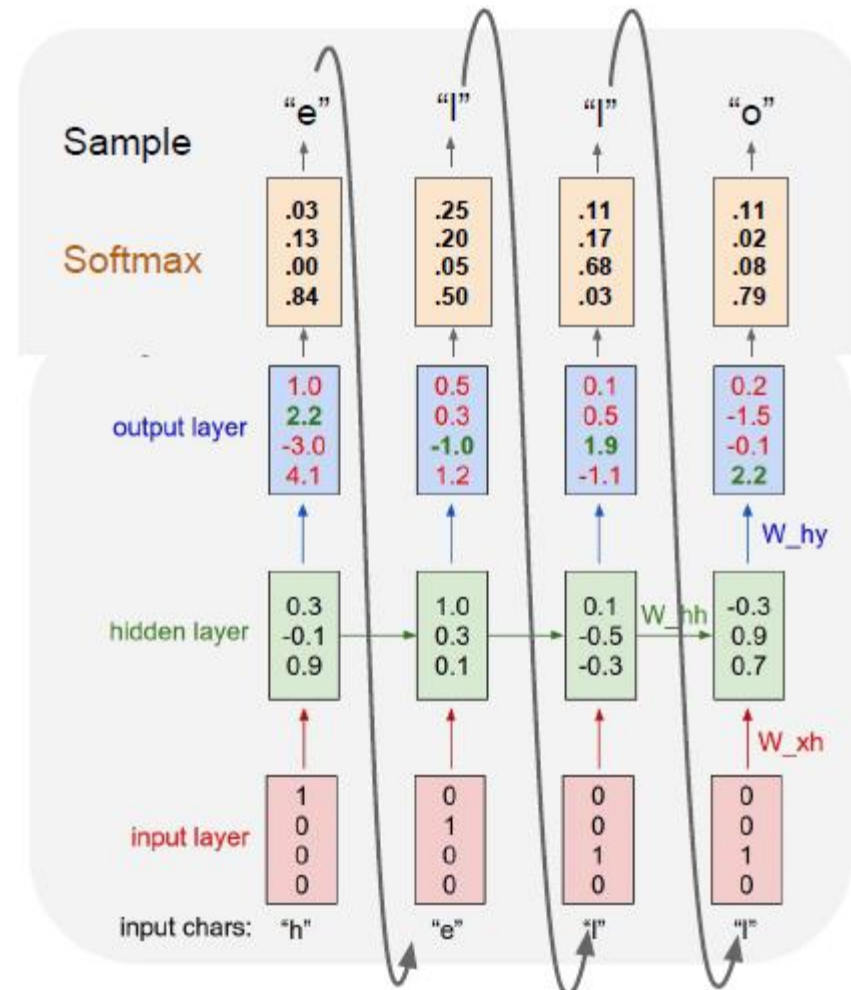 “e” “l” “l” “o”
Sample
Softmax
.03 .25 .11 .11
.13 .20 .17 .02
.00 .05 .68 .08
.84 .50 .03 .79
output layer
1.0 0.5 0.1 0.2
2.2 0.3 0.5 -1.5
-3.0 -1.0 1.9 -0.1
4.1 1.2 -1.1 2.2
W_hy
hidden layer
0.3 1.0 0.1 -0.3
-0.1 0.3 -0.5 0.9
0.9 0.1 -0.3 0.7
W_hh
W_xh
input layer
1 0 0 0
0 1 0 0
0 0 1 1
0 0 0 0
input chars: “h” “e” “l” “l”